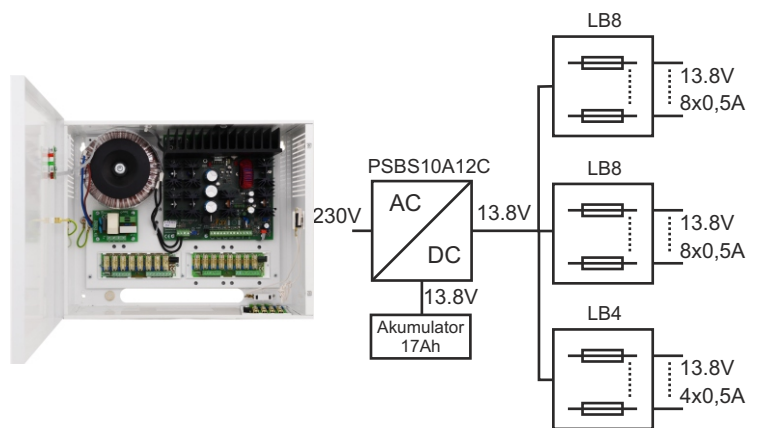 LB8
13.8V
8x0,5A
PSBS10A12C
LB8
230V
AC
DC
13.8V
13.8V
8x0,5A
13.8V
Akumulator
17Ah
LB4
13.8V
4x0,5A